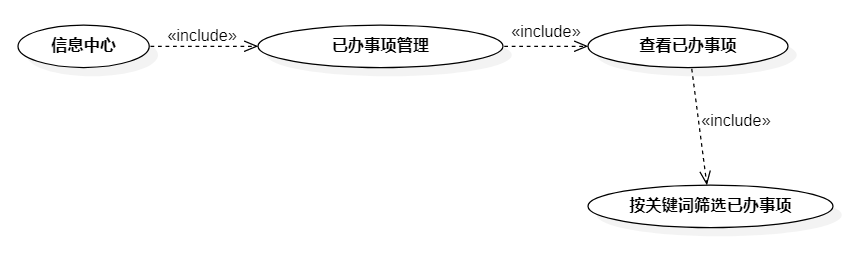 信息中心
«include»
已办事项管理
«include»
查看已办事项
«include»
按关键词筛选已办事项